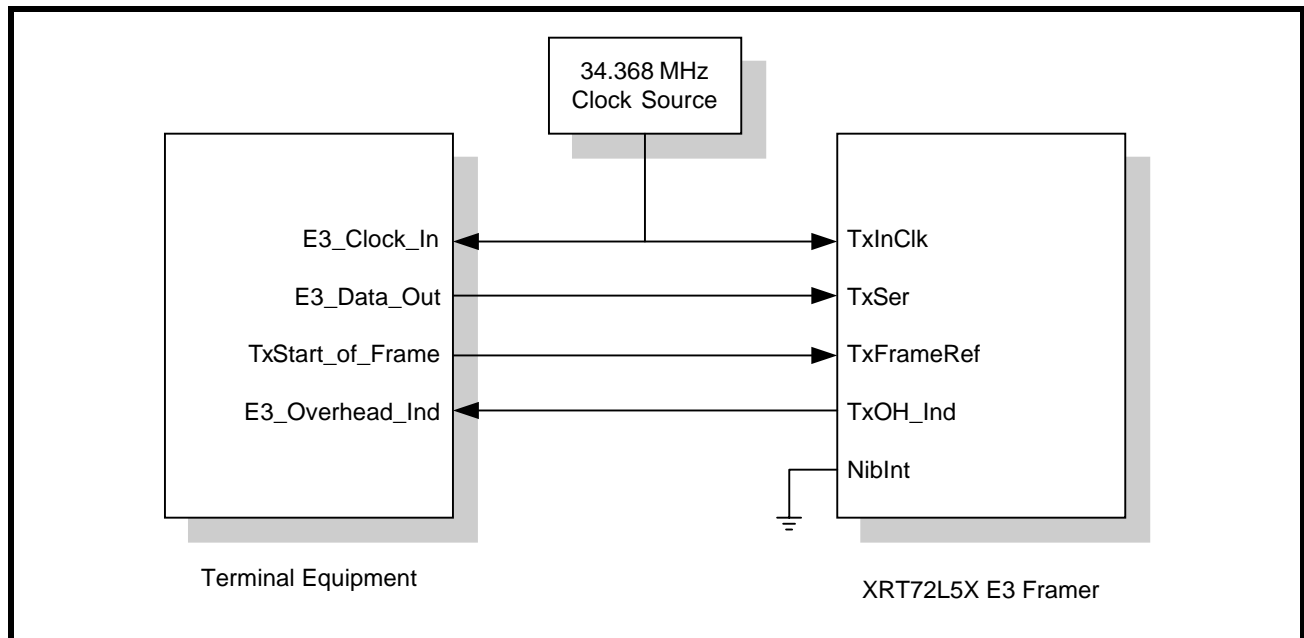 34.368 MHz
Clock Source
E3_Clock_In
TxInClk
E3_Data_Out
TxSer
TxStart_of_Frame
TxFrameRef
E3_Overhead_Ind
TxOH_Ind
NibInt
Terminal Equipment
XRT72L5X E3 Framer